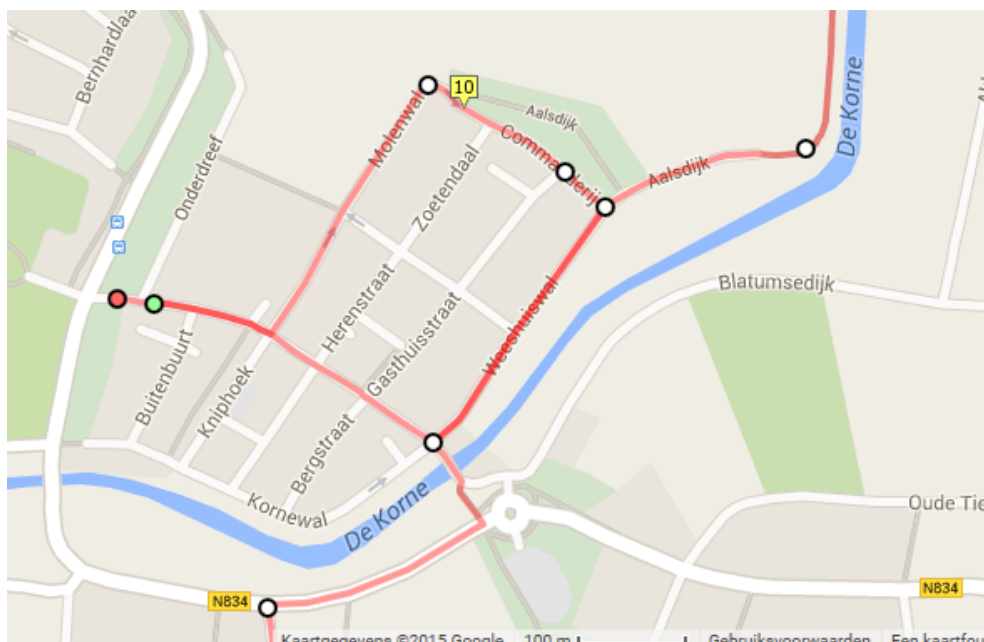 Bernhardlaa
Onderdreef
Molenwal
10
Aalsdijk
Commanderij
Zoetendaal
Aalsdijk
De Korne
Herenstraat
Gasthuisstraat
Weeshuiswal
Blatumsedijk
Buitenbuurt
Kniphoek
Bergstraat
Kornewal
De Korne
Oude Tie
N834
N834
Kaartgegevens ©2015 Google
100 m
Gebruiksvoorwaarden
Een kaartfou